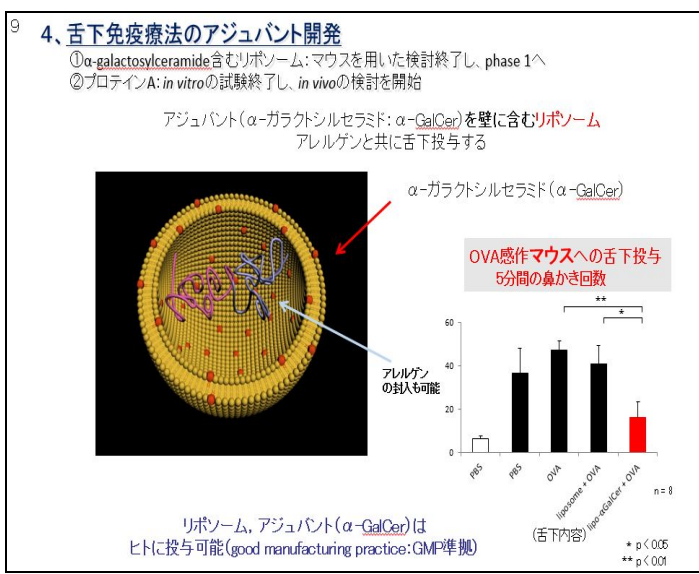 9
4、舌下免疫療法のアジュバント開発
①α-galactosylceramide含むリポソーム：マウスを用いた検討終了し、phase 1へ
②プロテインA：in vitroの試験終了し、in vivoの検討を開始
アジュバント（α-ガラクトシルセラミド：α-GalCer）を壁に含むリポソーム
アレルゲンと共に舌下投与する
α-ガラクトシルセラミド（α-GalCer）
OVA感作マウスへの舌下投与
5分間の鼻かき回数
**
*
60
40
20
0
アレルゲン
の封入も可能
PBS
PBS
OVA
liposome + OVA
lipo-αGalCer + OVA
n = 8
(舌下内容)
* p＜0.05
** p＜0.01
リポソーム，アジュバント（α-GalCer）は
ヒトに投与可能(good manufacturing practice：GMP準拠)